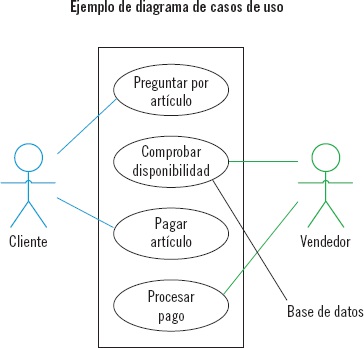 Ejemplo de diagrama de casos de uso
Preguntar por
artículo
Comprobar
disponibilidad
Cliente
Vendedor
Pagar
artículo
Procesar
pago
Base de datos